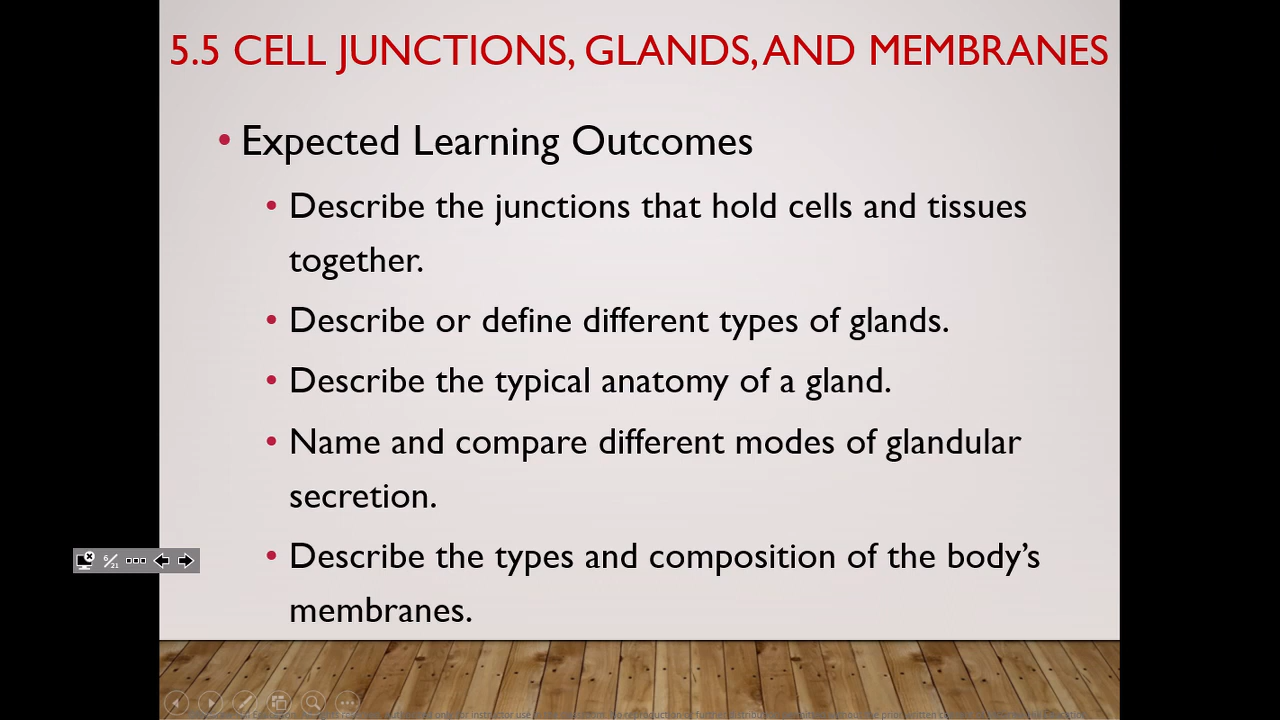 5.5 CELL JUNCTIONS, GLANDS, AND MEMBRANES
• Expected Learning Outcomes
• Describe the junctions that hold cells and tissues
together.
• Describe or define different types of glands.
• Describe the typical anatomy of a gland.
• Name and compare different modes of glandular
secretion.
6/21
• Describe the types and composition of the body's
membranes.